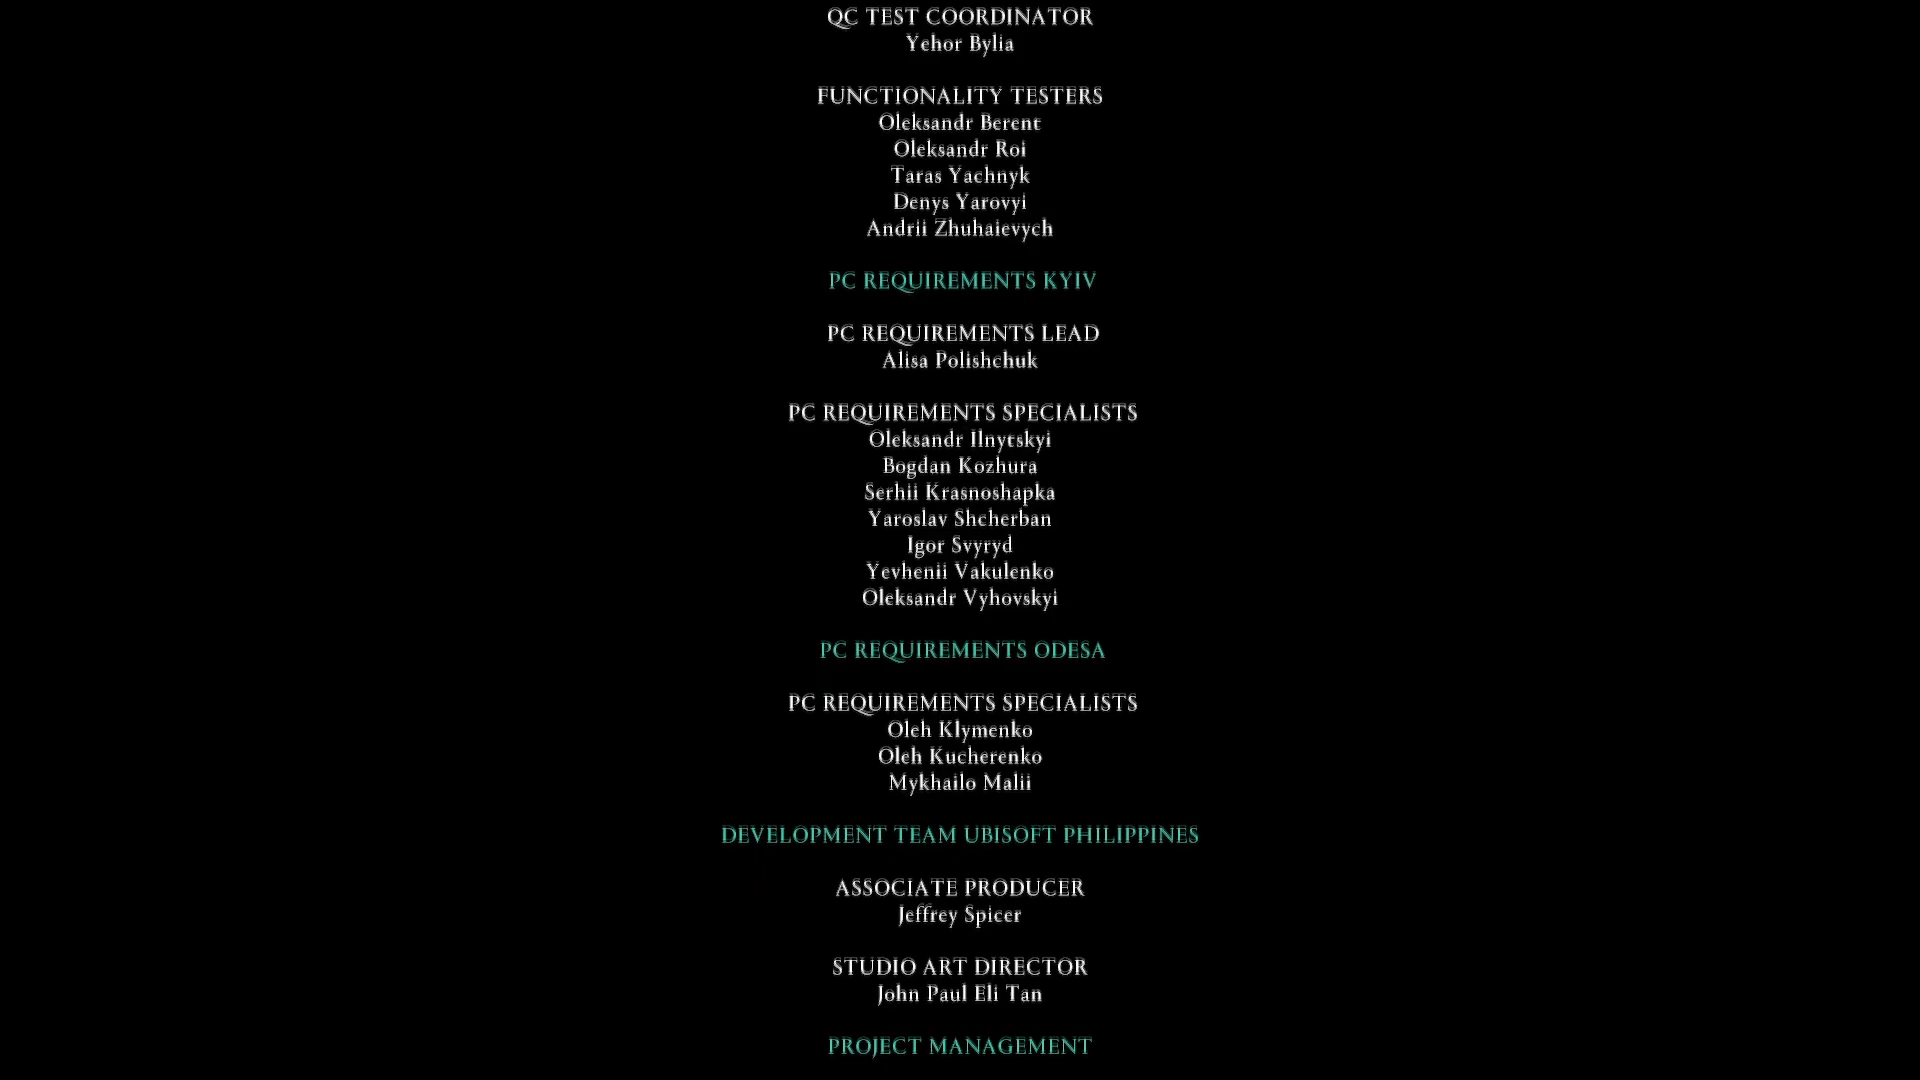 QC TEST COORDINATOR
Yehor Bylia
FUNCTIONALITY TESTERS
Oleksandr Berent
Oleksandr Roi
Taras Yachnyk
Denys Yarovyi
Andrii Zhuhaievych
PC REQUIREMENTS KYIV
PC REQUIREMENTS LEAD
Alisa Polishchuk
PC REQUIREMENTS SPECIALISTS
Oleksandr Ilnytskyi
Bogdan Kozhura
Serhii Krasnoshapka
Yaroslav Shcherban
Igor Svyryd
Yevhenii Vakulenko
Oleksandr Vyhovskyi
PC REQUIREMENTS ODESA
PC REQUIREMENTS SPECIALISTS
Oleh Klymenko
Oleh Kucherenko
Mykhailo Malii
DEVELOPMENT TEAM UBISOFT PHILIPPINES
ASSOCIATE PRODUCER
Jeffrey Spicer
STUDIO ART DIRECTOR
John Paul Eli Tan
PROJECT MANAGEMENT